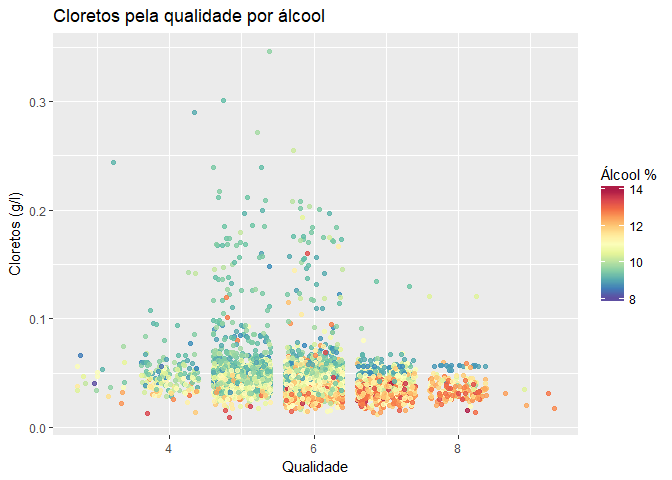 Cloretos pela qualidade por álcool
Cloretos (g/l)
0.3
0.2
0.1
0.0
4
6
8
Qualidade
Álcool %
14
12
10
8